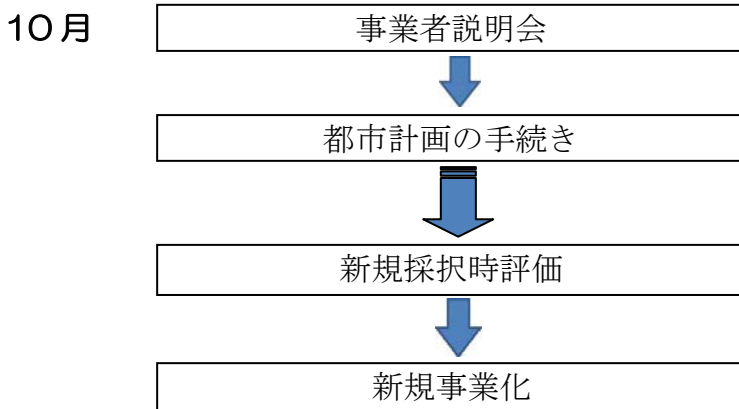 10月
事業者説明会
都市計画の手続き
新規採択時評価
新規事業化